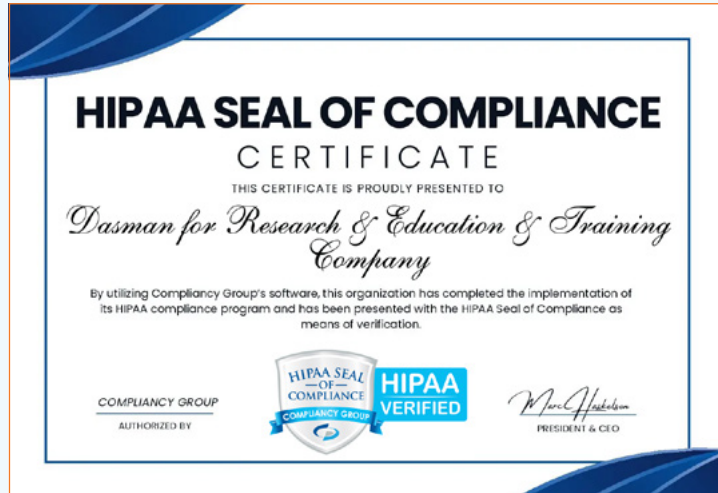 HIPAA SEAL OF COMPLIANCE
CERTIFICATE
THIS CERTIFICATE IS PROUDLY PRESENTED TO
Dasman for Research & Education & Training
Company
By utilizing Compliancy Group's software, this organization has completed the implementation of
its HIPAA compliance program and has been presented with the HIPAA Seal of Compliance as
means of verification.
COMPLIANCY GROUP
AUTHORIZED BY
HIPAA SEAL
OF
COMPLIANCE
COMPLIANCY GROUP
HIPAA
VERIFIED
Marc Haskelson
PRESIDENT & CEO